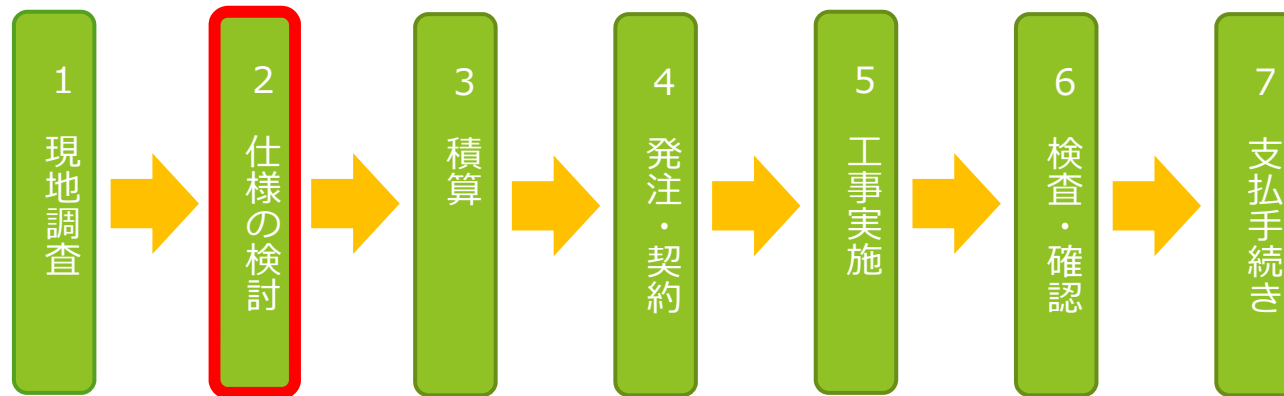 1 現地調査
2 仕様の検討
3 積算
4 発注・契約
5 工事実施
6 検査・確認
7 支払手続き